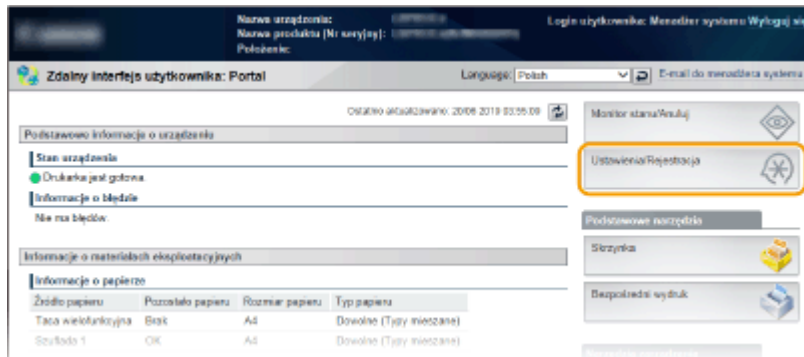 Nazwa urządzenia:
Nazwa produktu (Nr seryjny):
Położenie:
Login użytkownika: Menedżer systemu Wyloguj się
Zdalny interfejs użytkownika: Portal
Language: Polish
E-mail do menadżera systemu
Ostatnio aktualizowano: 20/06 2019 03:55:09
Podstawowe informacje o urządzeniu
Stan urządzenia
Drukarka jest gotowa.
Informacje o błędzie
Nie ma błędów.
Informacje o materiałach eksploatacyjnych
Informacje o papierze
Źródło papieru Pozostało papieru Rozmiar papieru Typ papieru
Taca wielofunkcyjna Brak A4 Dowolne (Typy mieszane)
Szuflada 1 OK A4 Dowolne (Typy mieszane)
Monitor stanu/Anuluj
Ustawienia/Rejestracja
Podstawowe narzędzia
Skrzynka
Bezpośredni wydruk